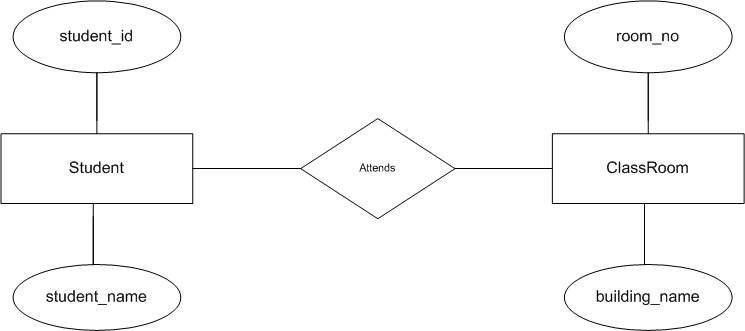 student_id
room_no
Student
Attends
ClassRoom
student_name
building_name